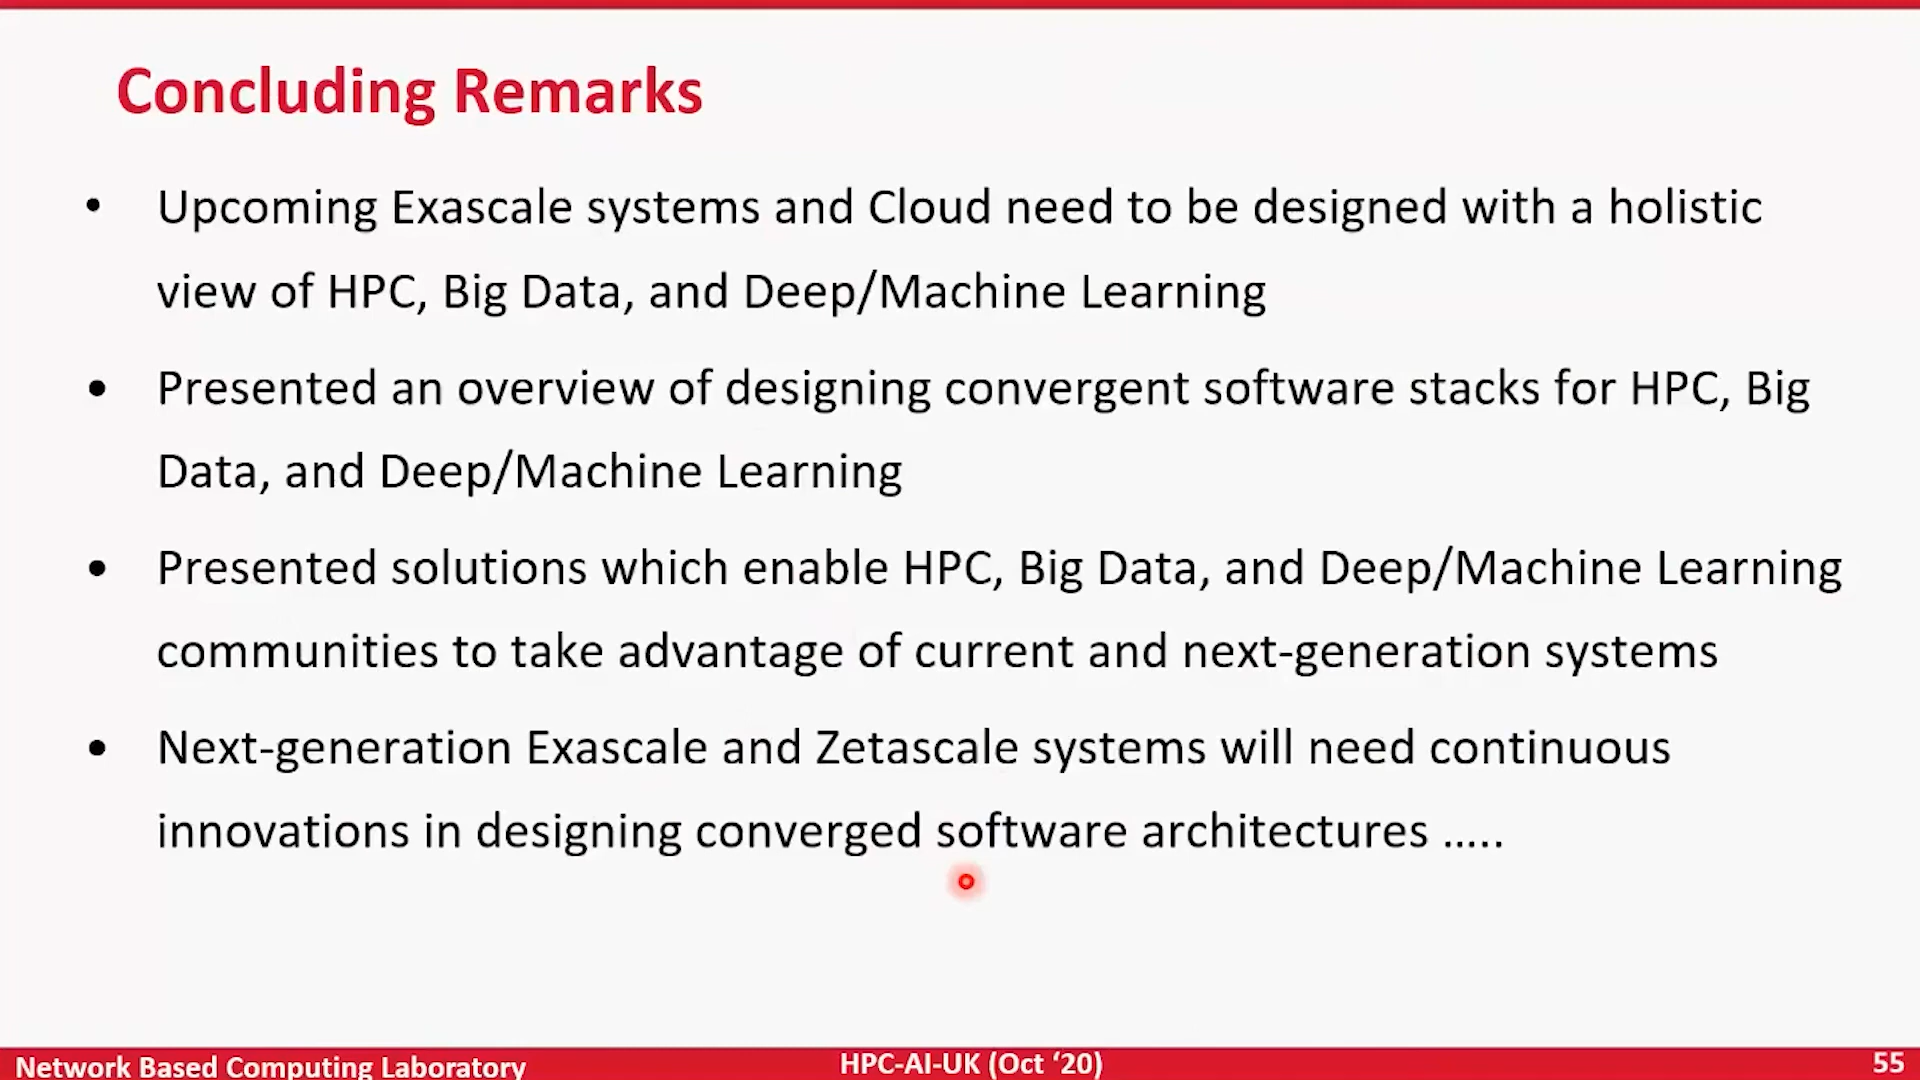 Concluding Remarks
• Upcoming Exascale systems and Cloud need to be designed with a holistic
view of HPC, Big Data, and Deep/Machine Learning
• Presented an overview of designing convergent software stacks for HPC, Big
Data, and Deep/Machine Learning
• Presented solutions which enable HPC, Big Data, and Deep/Machine Learning
communities to take advantage of current and next-generation systems
• Next-generation Exascale and Zetascale systems will need continuous
innovations in designing converged software architectures …..
Network Based Computing Laboratory
HPC-AI-UK (Oct ‘20)
55